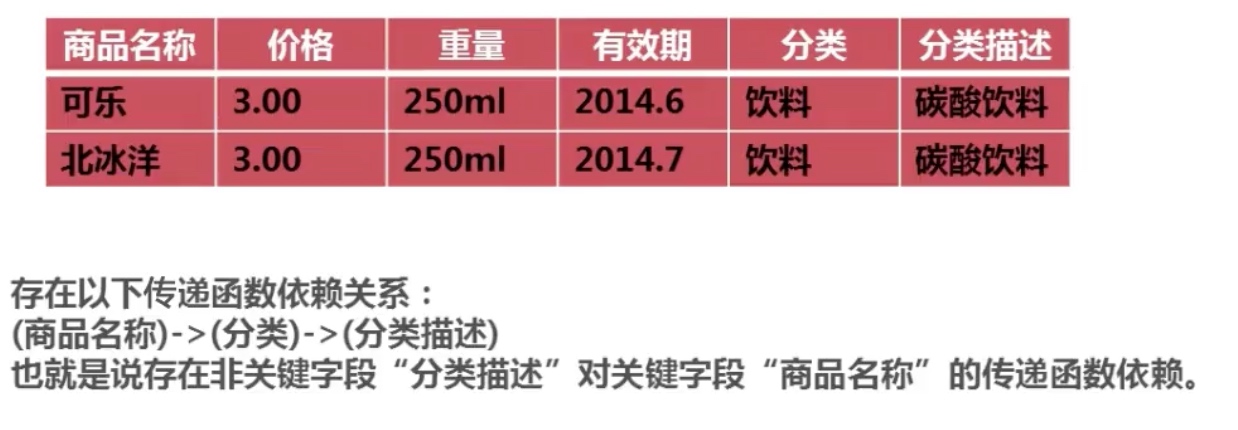 商品名称 价格 重量 有效期 分类 分类描述
可乐 3.00 250ml 2014.6 饮料 碳酸饮料
北冰洋 3.00 250ml 2014.7 饮料 碳酸饮料
存在以下传递函数依赖关系：
(商品名称)->(分类)->(分类描述)
也就是说存在非关键字段“分类描述”对关键字段“商品名称”的传递函数依赖。